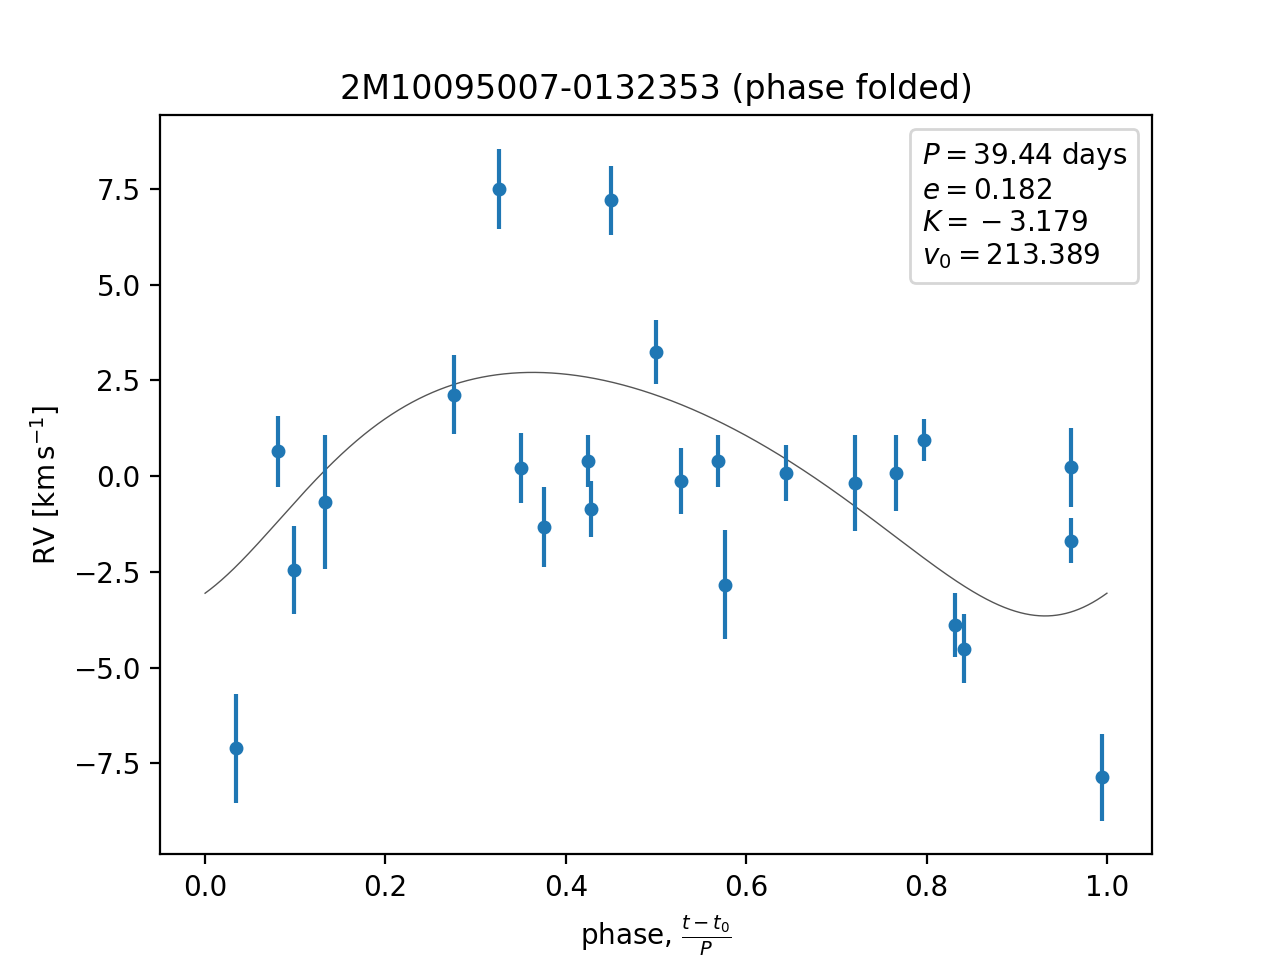 2M10095007-0132353 (phase folded)
P = 39.44 days
e = 0.182
K = −3.179
v₀ = 213.389
7.5
5.0
2.5
0.0
−2.5
−5.0
−7.5
RV [km s⁻¹]
0.0 0.2 0.4 0.6 0.8 1.0
phase, (t − t₀)/P